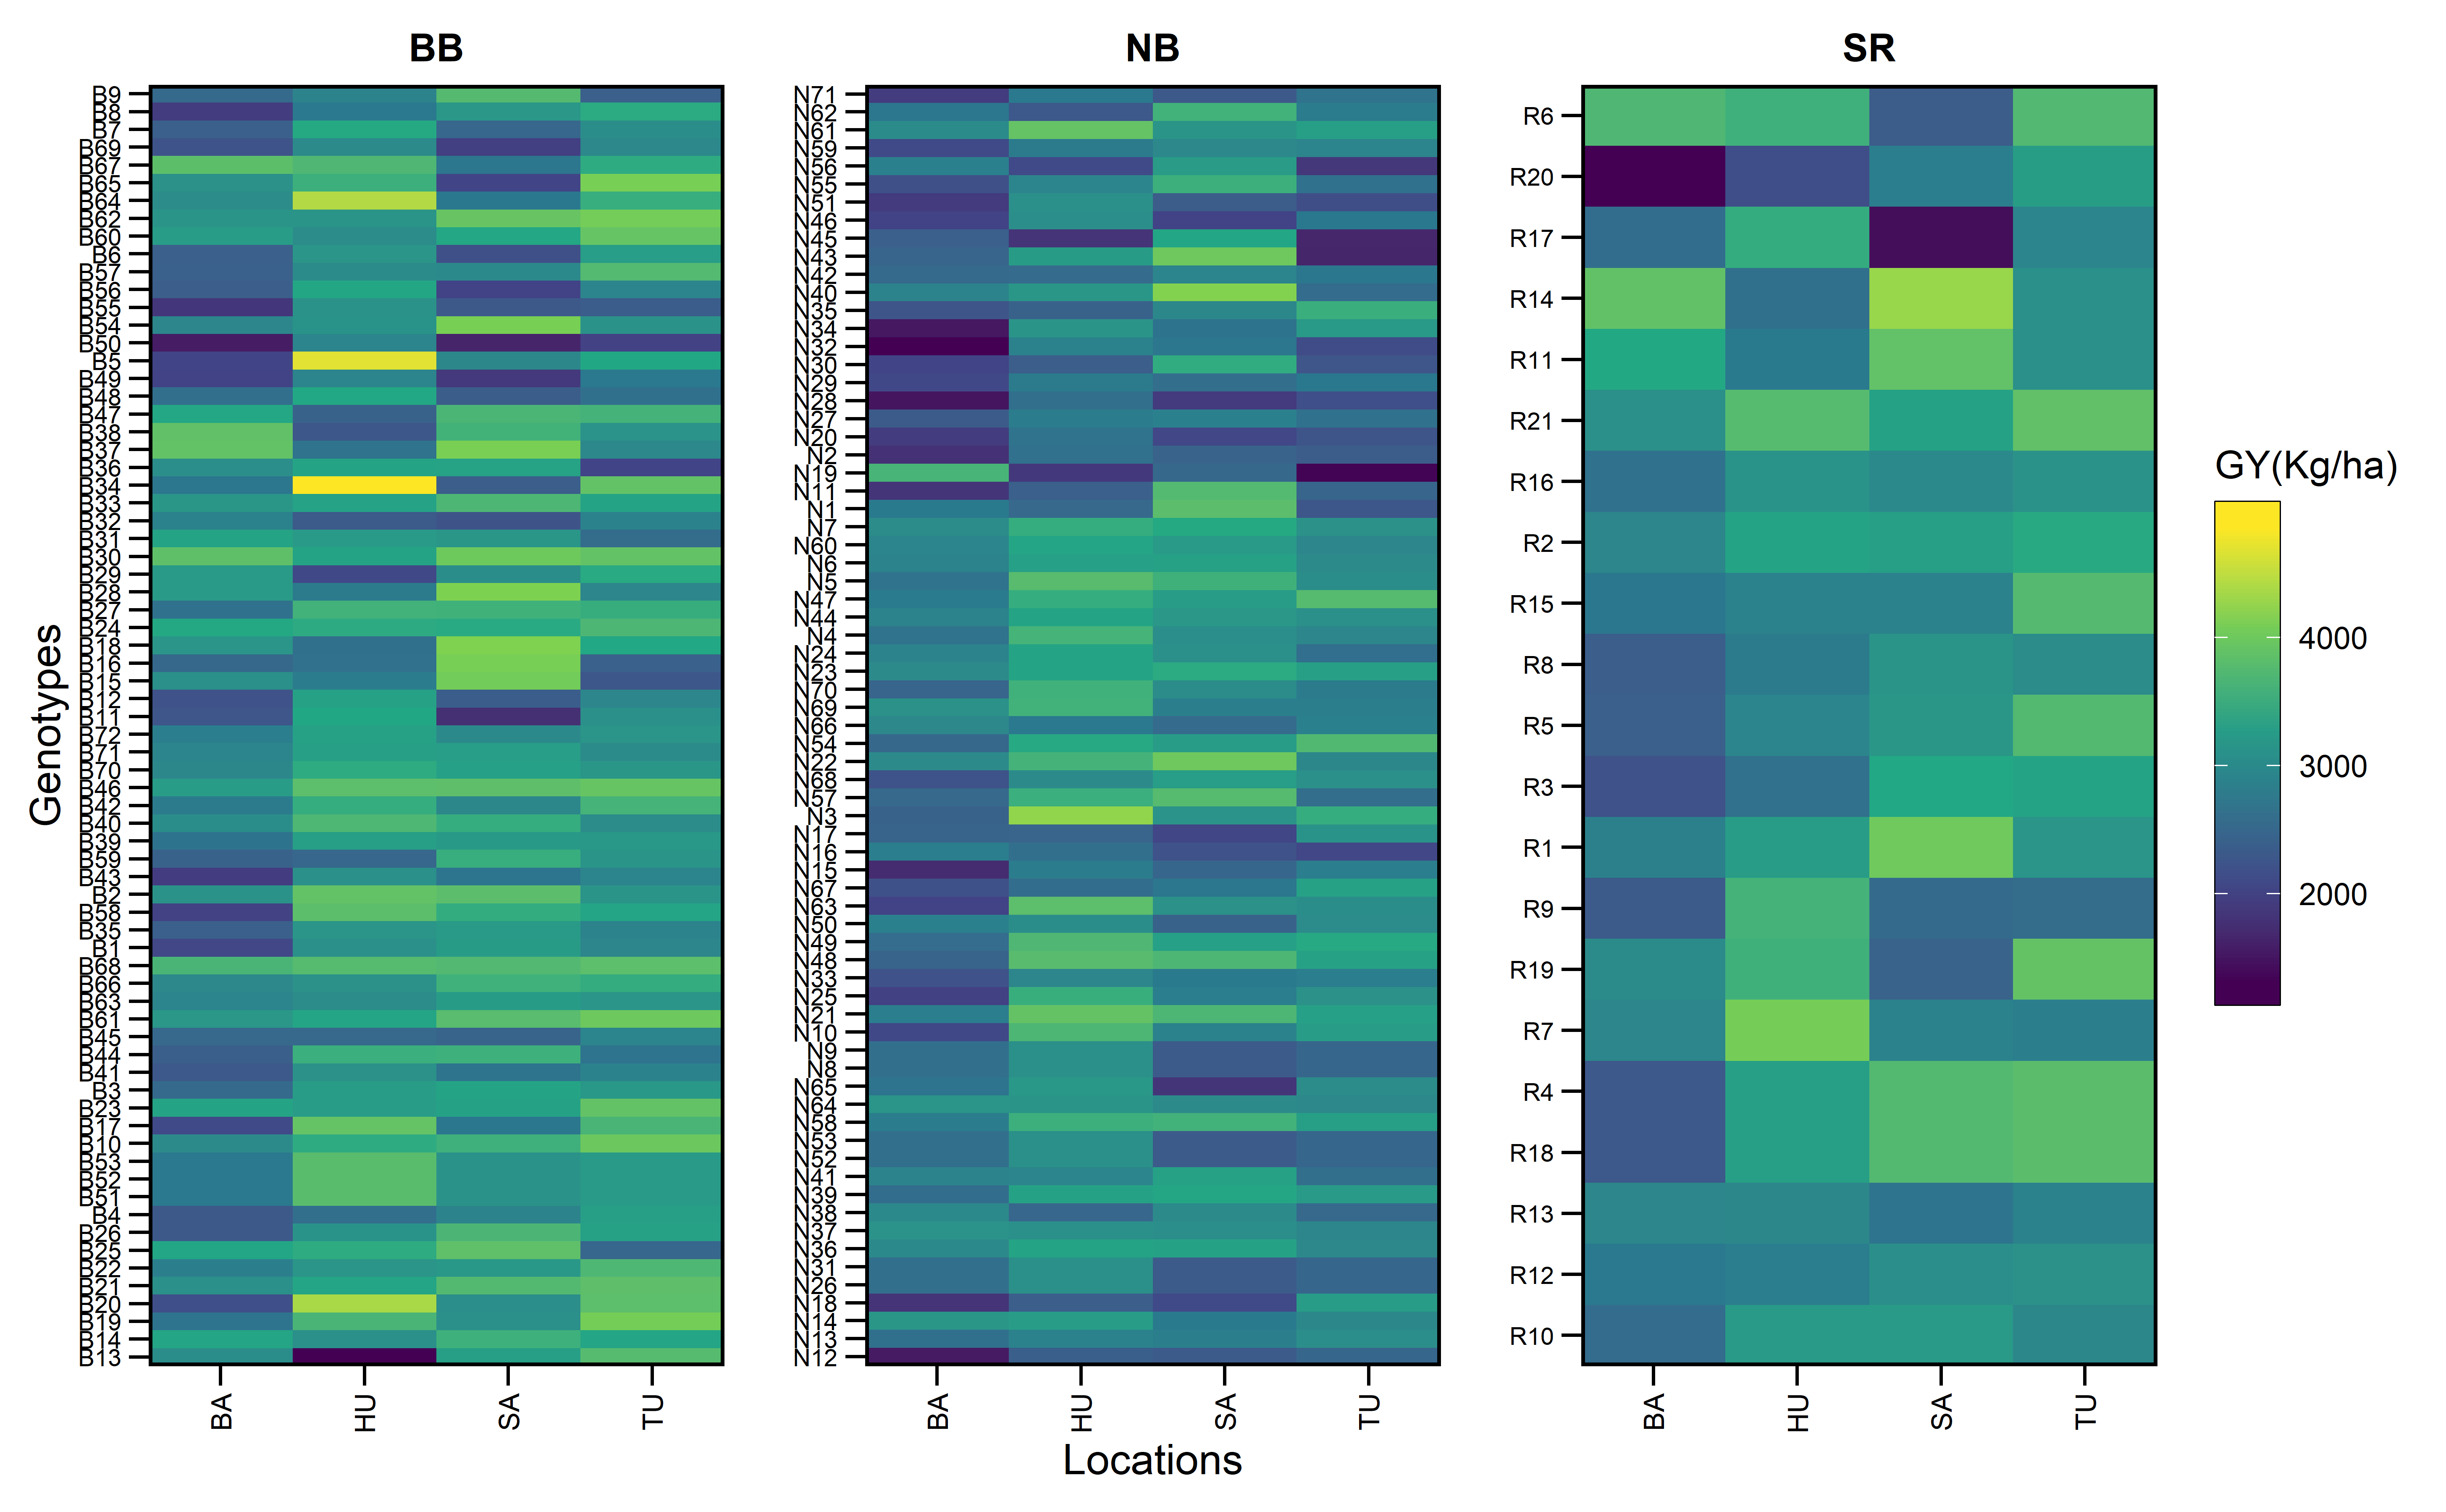 BB
NB
SR
Genotypes
B9
B8
B7
B69
B67
B65
B64
B62
B60
B6
B57
B56
B55
B54
B50
B5
B49
B48
B47
B38
B37
B36
B34
B33
B32
B31
B30
B29
B28
B27
B24
B18
B16
B15
B12
B11
B72
B71
B70
B46
B42
B40
B39
B59
B43
B2
B58
B35
B1
B68
B66
B63
B61
B45
B44
B41
B3
B23
B17
B10
B53
B52
B51
B4
B26
B25
B22
B21
B20
B19
B14
B13
BA
HU
SA
TU
N71
N62
N61
N59
N56
N55
N51
N46
N45
N43
N42
N40
N35
N34
N32
N30
N29
N28
N27
N20
N2
N19
N11
N1
N7
N60
N6
N5
N47
N44
N4
N24
N23
N70
N69
N66
N54
N22
N68
N57
N3
N17
N16
N15
N67
N63
N50
N49
N48
N33
N25
N21
N10
N9
N8
N65
N64
N58
N53
N52
N41
N39
N38
N37
N36
N31
N26
N18
N14
N13
N12
BA
HU
SA
TU
R6
R20
R17
R14
R11
R21
R16
R2
R15
R8
R5
R3
R1
R9
R19
R7
R4
R18
R13
R12
R10
BA
HU
SA
TU
Locations
GY(Kg/ha)
4000
3000
2000